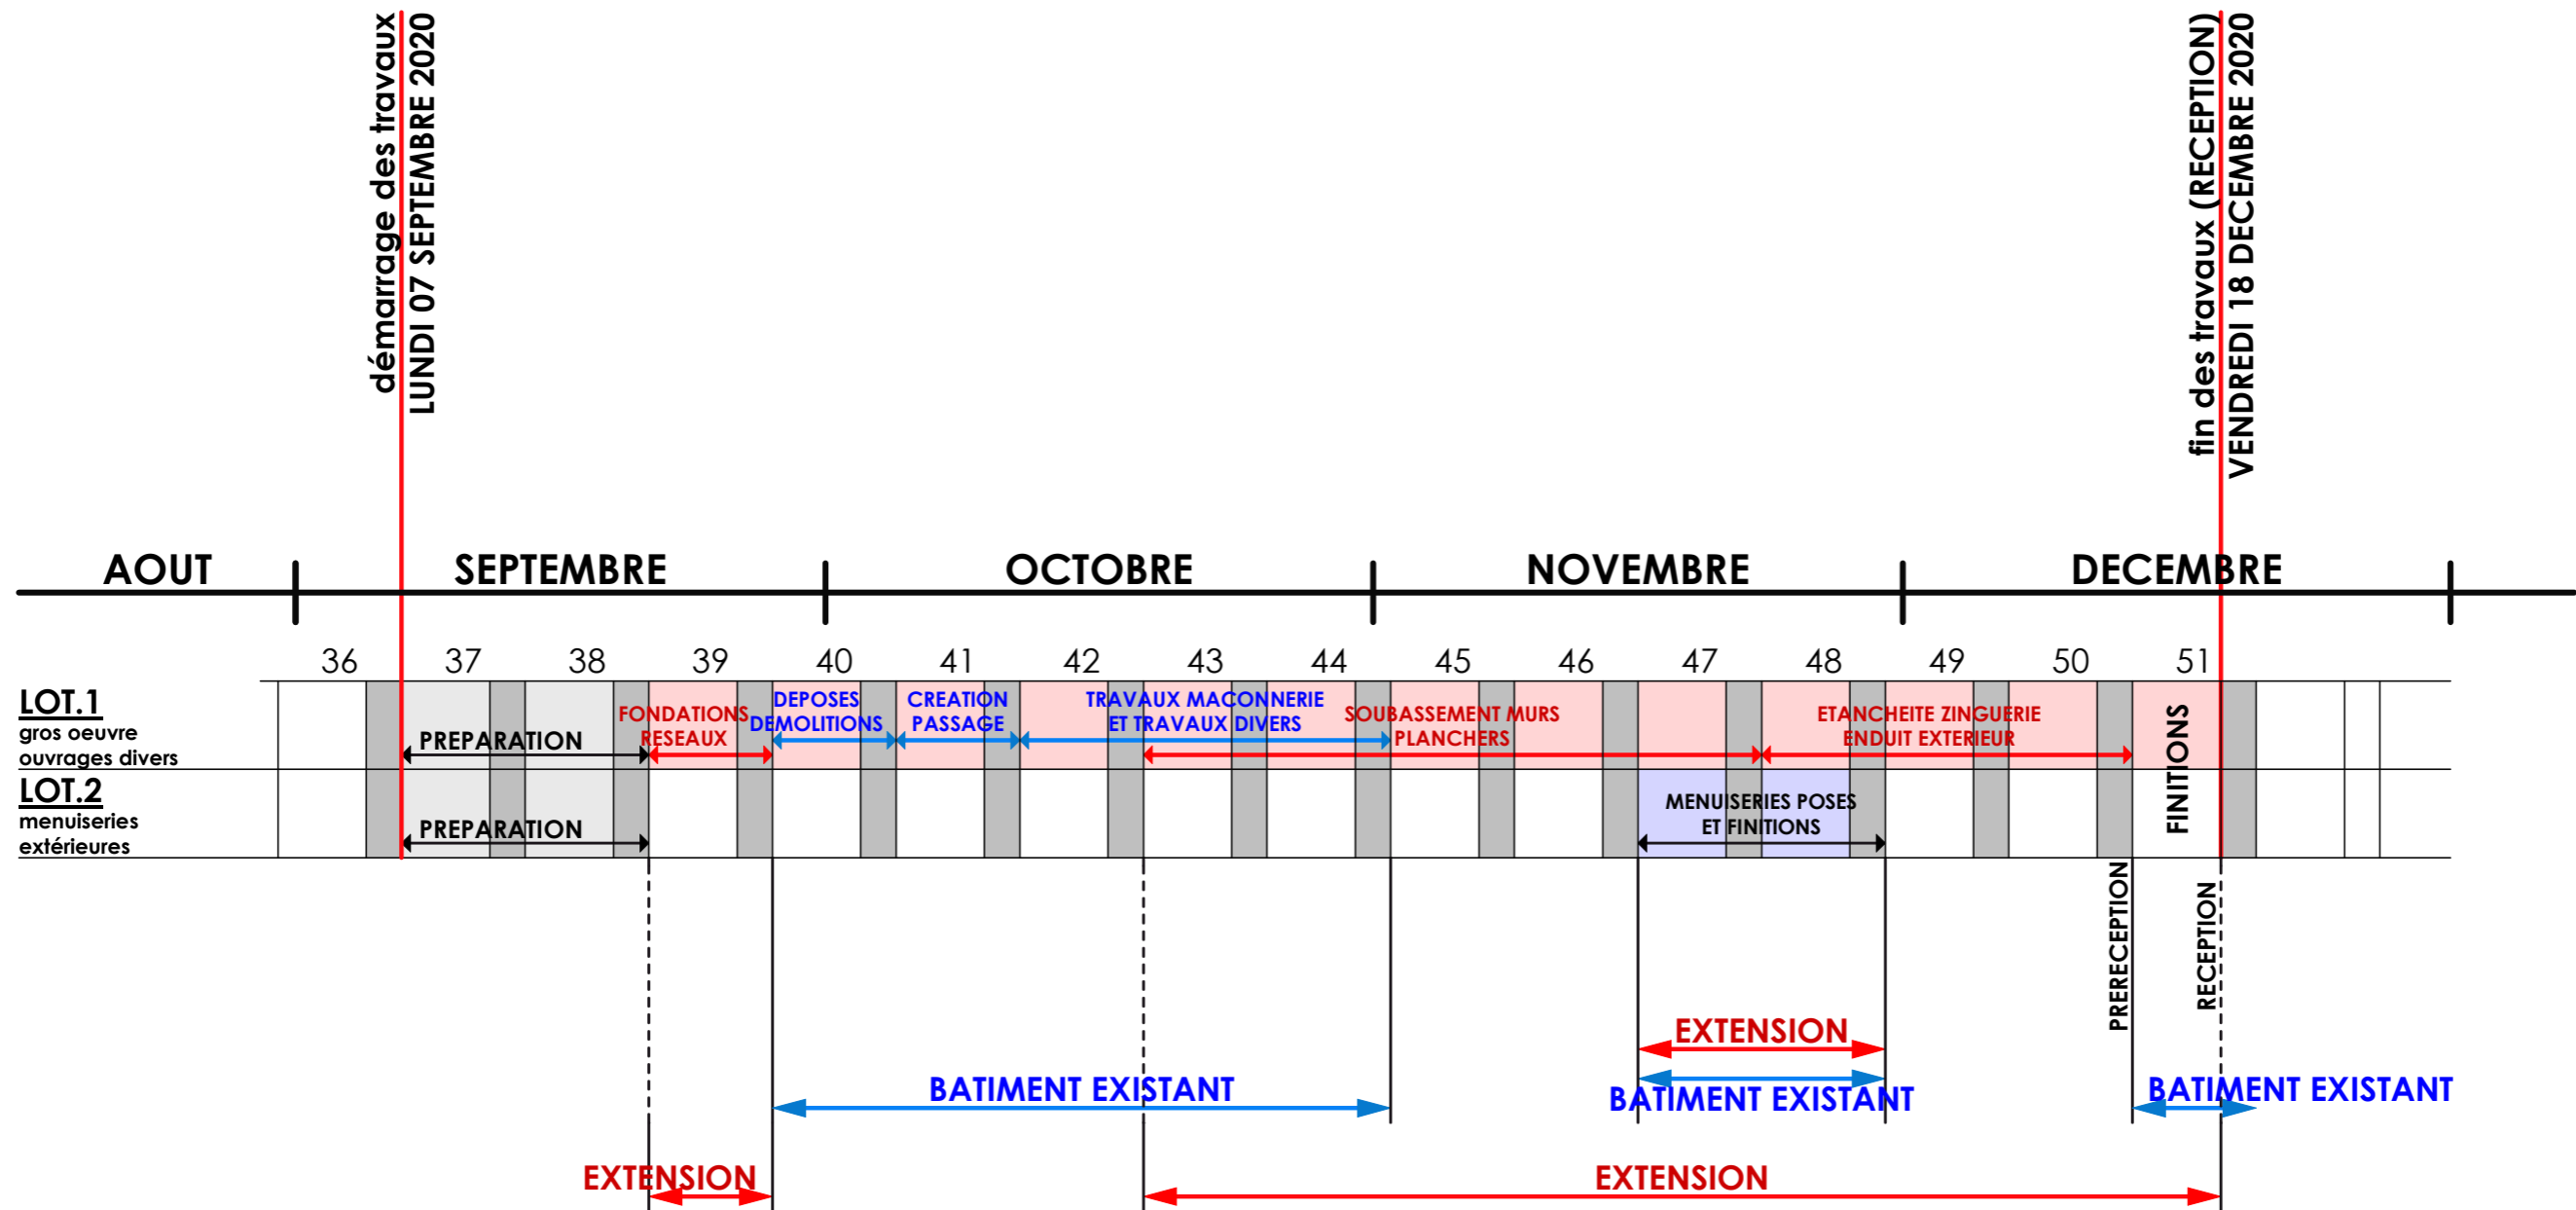 démarrage des travaux
LUNDI 07 SEPTEMBRE 2020
fin des travaux (RECEPTION)
VENDREDI 18 DECEMBRE 2020
AOUT
SEPTEMBRE
OCTOBRE
NOVEMBRE
DECEMBRE
36
37
38
39
40
41
42
43
44
45
46
47
48
49
50
51
LOT.1
gros oeuvre
ouvrages divers
PREPARATION
FONDATIONS
RESEAUX
DEPOSES
DEMOLITIONS
CREATION
PASSAGE
TRAVAUX MACONNERIE
ET TRAVAUX DIVERS
SOUBASSEMENT MURS
PLANCHERS
ETANCHEITE ZINGUERIE
ENDUIT EXTERIEUR
FINITIONS
LOT.2
menuiseries
extérieures
PREPARATION
MENUISERIES POSES
ET FINITIONS
PRERECEPTION
RECEPTION
EXTENSION
BATIMENT EXISTANT
BATIMENT EXISTANT
BATIMENT EXISTANT
EXTENSION
EXTENSION